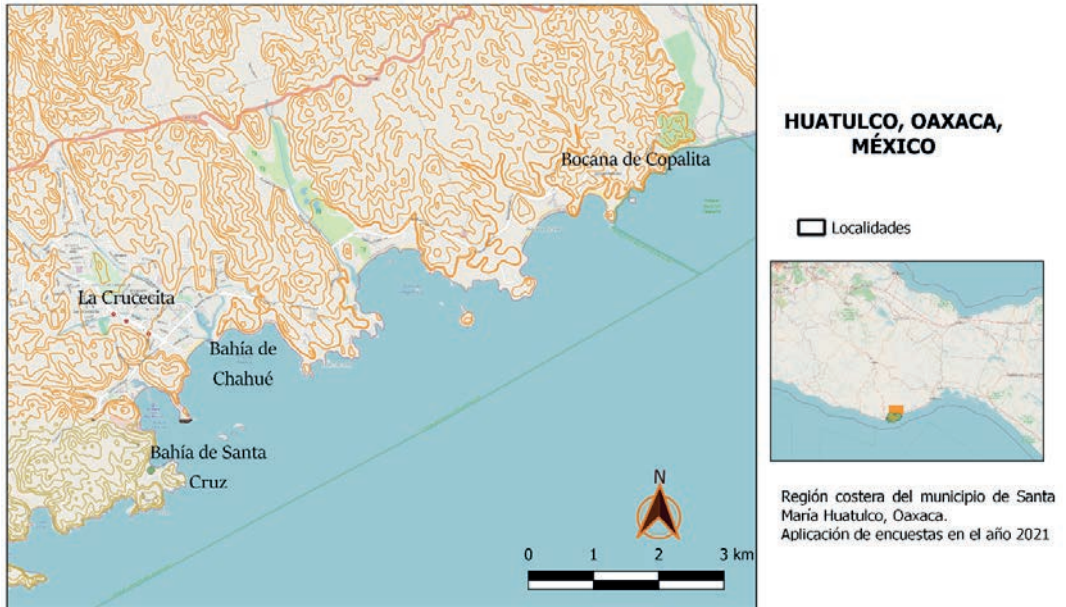 Bocana de Copalita
La Crucecita
Bahía de
Chahué
Bahía de Santa
Cruz
N
0 1 2 3 km
HUATULCO, OAXACA,
MÉXICO
Localidades
Región costera del municipio de Santa
María Huatulco, Oaxaca.
Aplicación de encuestas en el año 2021